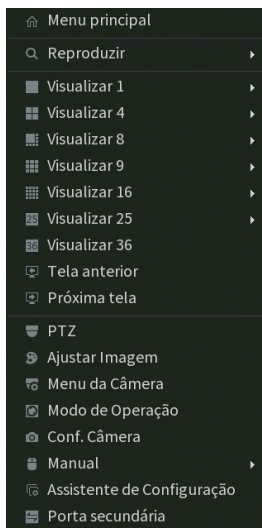 Menu principal
Reproduzir
Visualizar 1
Visualizar 4
Visualizar 8
Visualizar 9
Visualizar 16
25 Visualizar 25
36 Visualizar 36
Tela anterior
Próxima tela
PTZ
Ajustar Imagem
Menu da Câmera
Modo de Operação
Conf. Câmera
Manual
Assistente de Configuração
Porta secundária